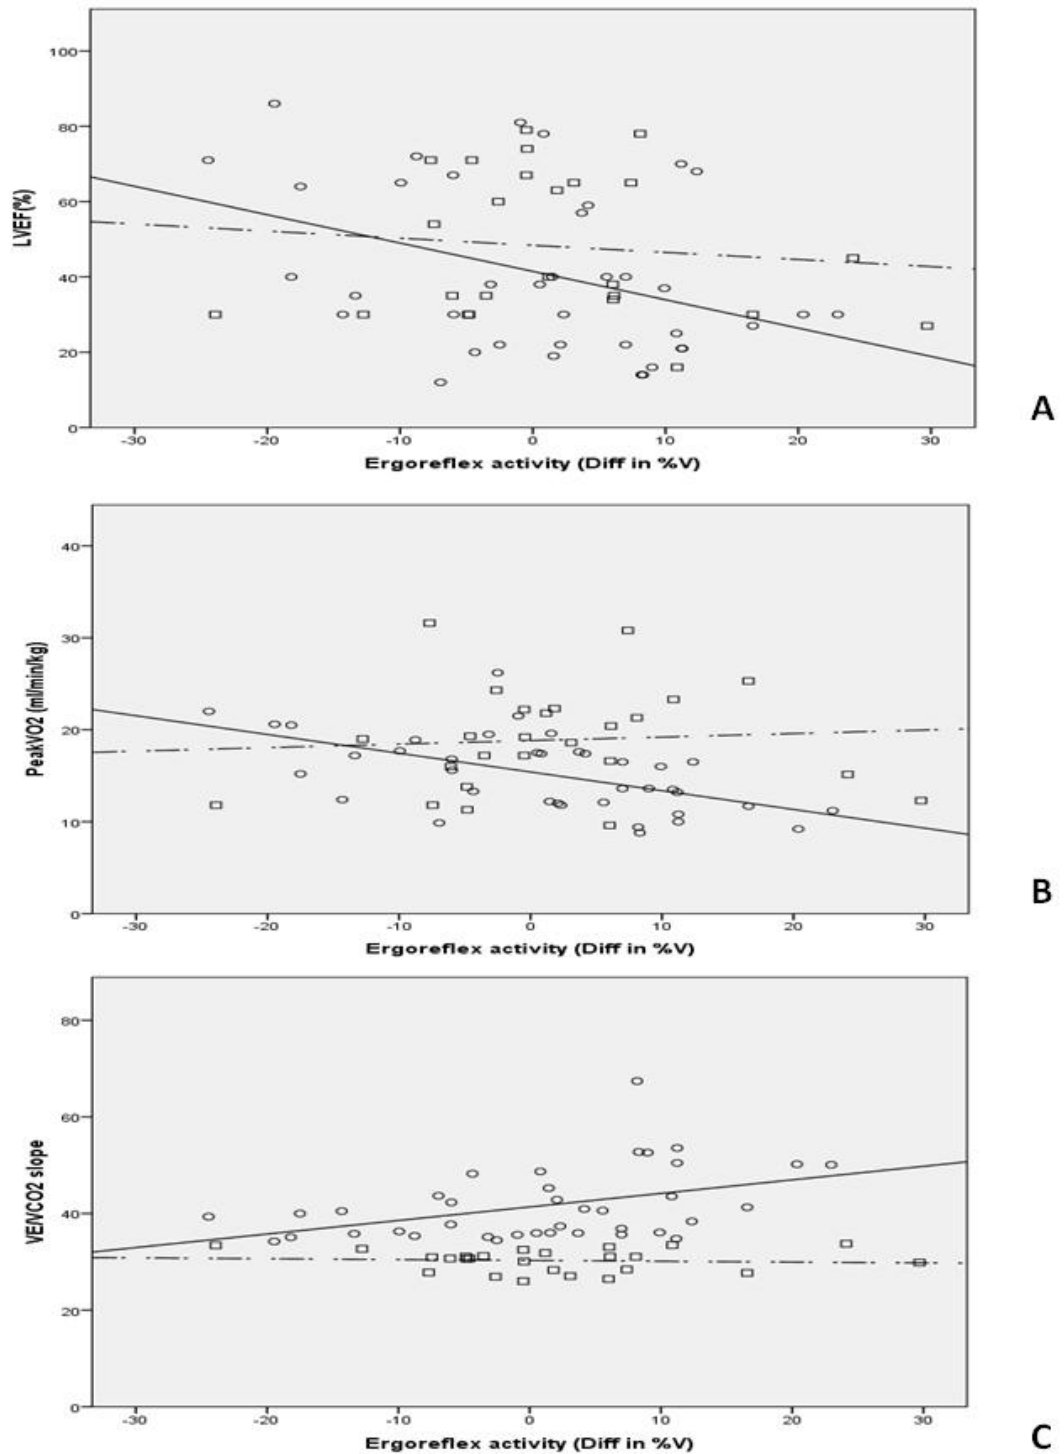 100
80
60
40
20
0
LVEF(%)
-30 -20 -10 0 10 20 30
Ergoreflex activity (Diff in %V)
A
40
30
20
10
0
PeakVO2 (ml/min/kg)
-30 -20 -10 0 10 20 30
Ergoreflex activity (Diff in %V)
B
80
60
40
20
0
VE/VCO2 slope
-30 -20 -10 0 10 20 30
Ergoreflex activity (Diff in %V)
C